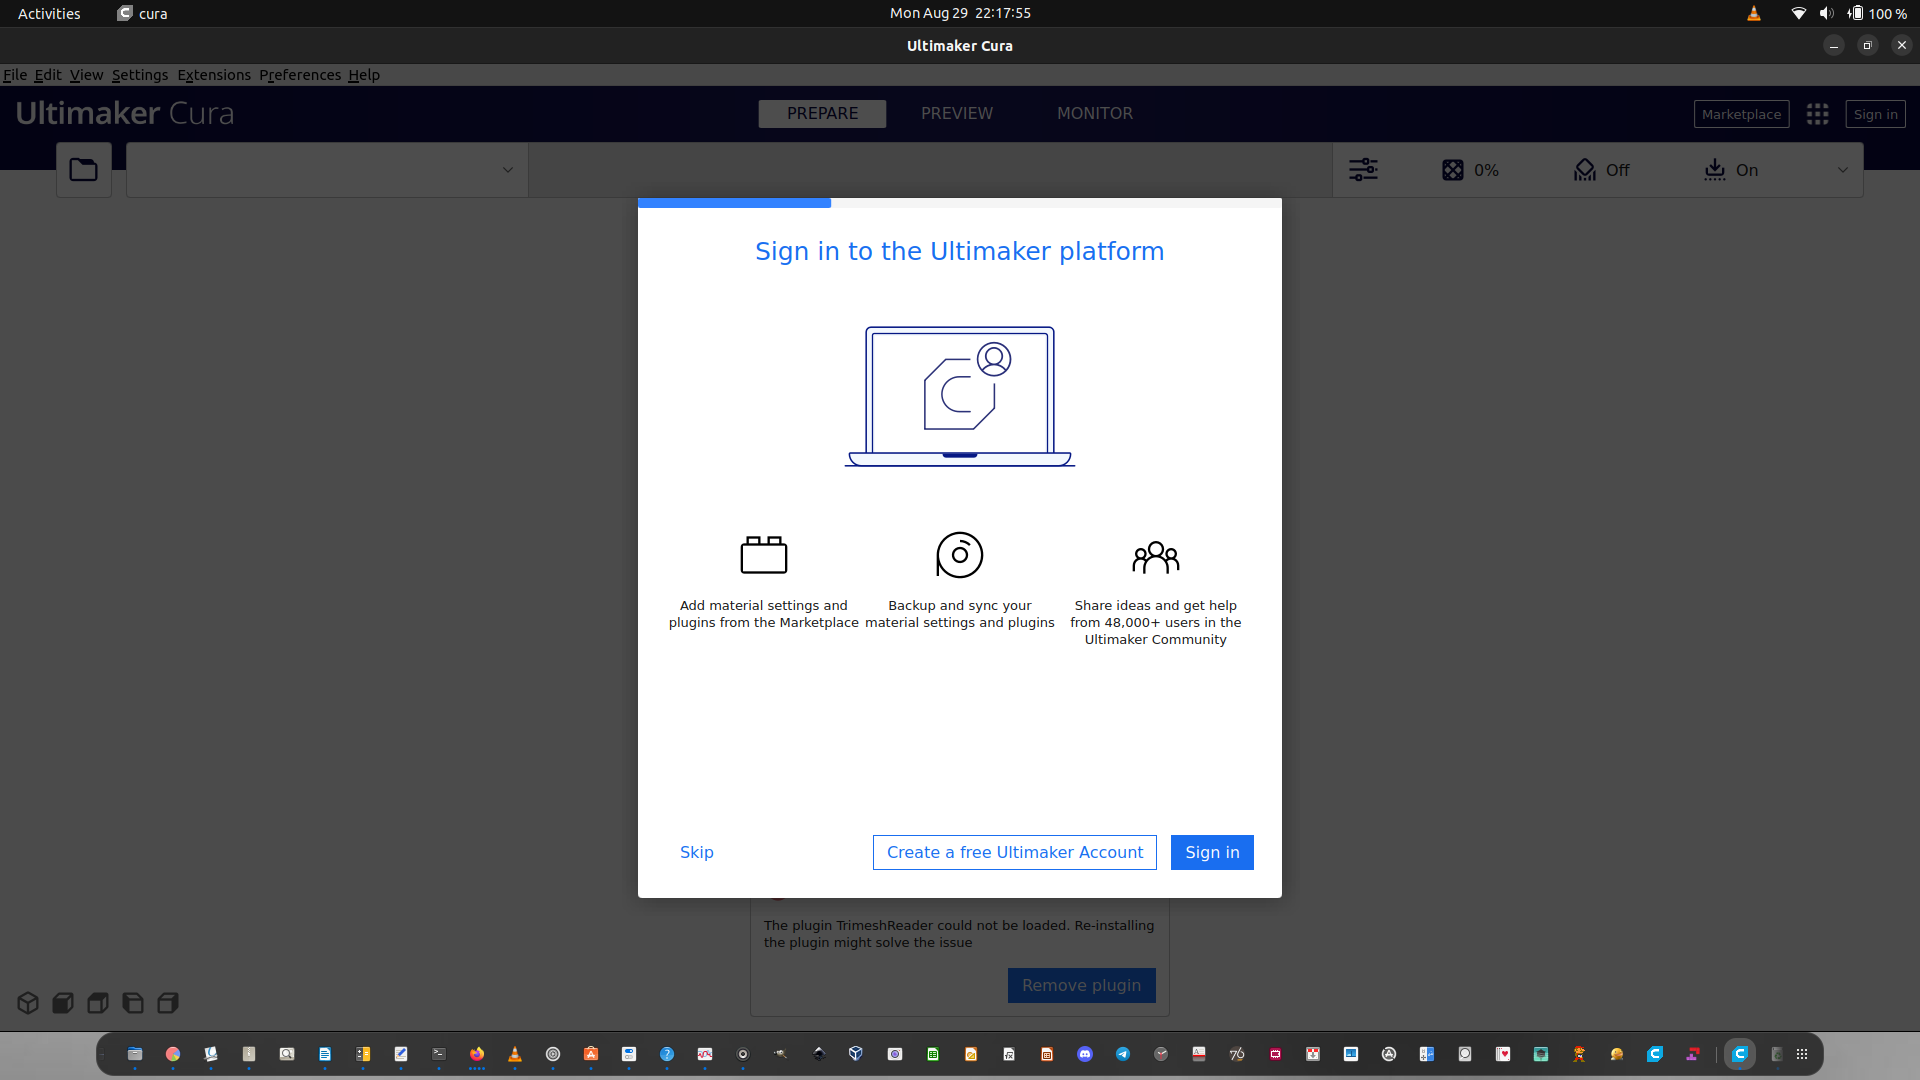 Activities
cura
Mon Aug 29 22:17:55
100 %
Ultimaker Cura
File Edit View Settings Extensions Preferences Help
Ultimaker Cura
PREPARE
PREVIEW
MONITOR
Marketplace
Sign in
0%
Off
On
Sign in to the Ultimaker platform
Add material settings and
plugins from the Marketplace
Backup and sync your
material settings and plugins
Share ideas and get help
from 48,000+ users in the
Ultimaker Community
Skip
Create a free Ultimaker Account
Sign in
The plugin TrimeshReader could not be loaded. Re-installing
the plugin might solve the issue
Remove plugin